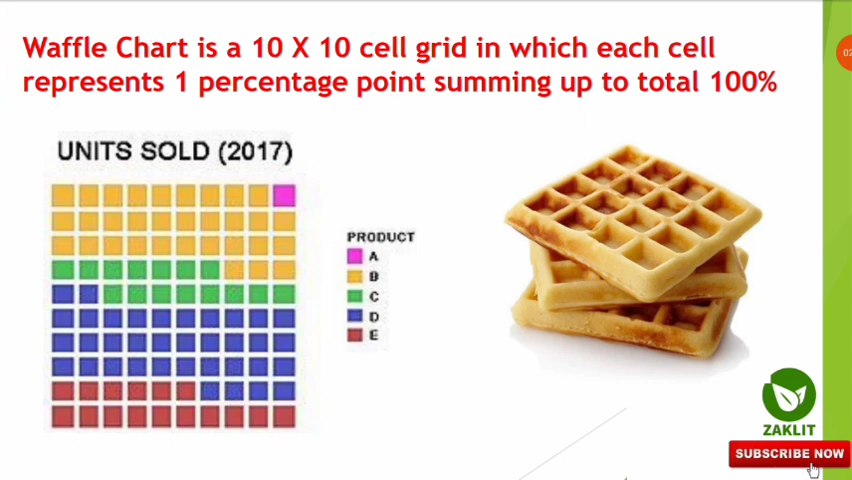 Waffle Chart is a 10 X 10 cell grid in which each cell
represents 1 percentage point summing up to total 100%
02
UNITS SOLD (2017)
PRODUCT
A
B
C
D
E
ZAKLIT
SUBSCRIBE NOW